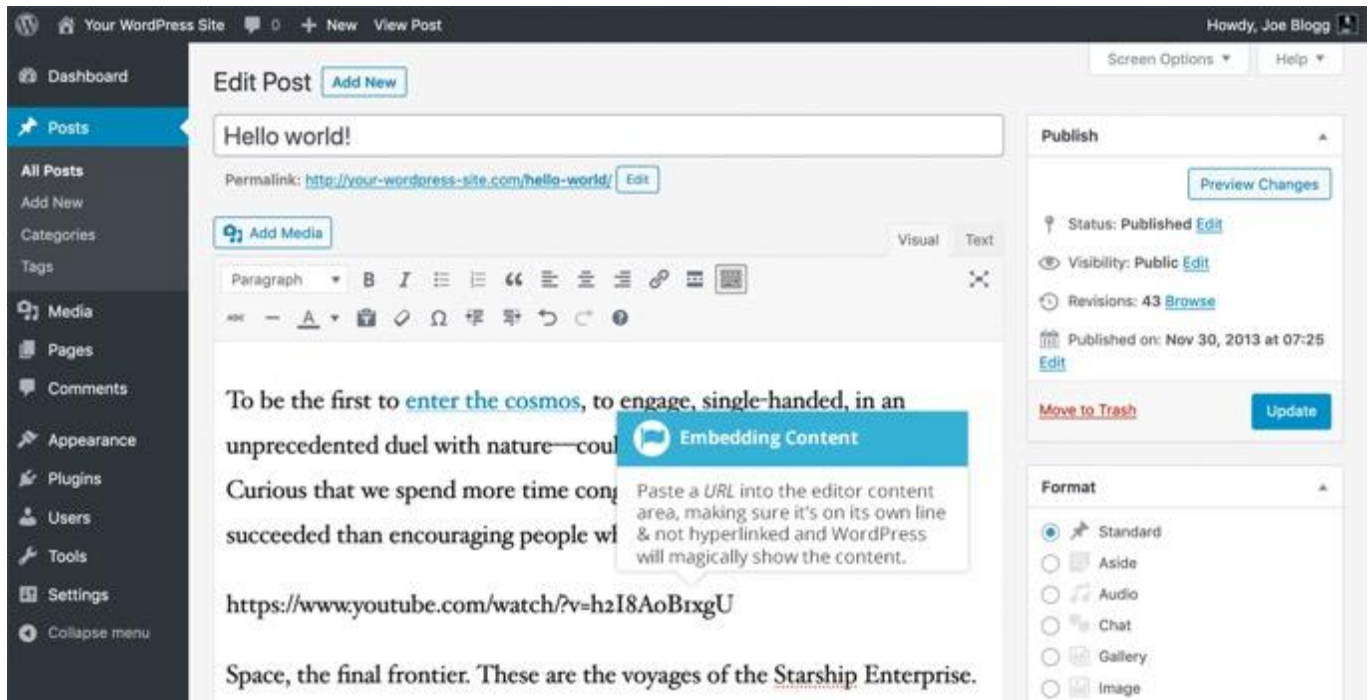 Your WordPress Site 0 + New View Post Howdy, Joe Blogg
Screen Options Help
Dashboard
Posts
All Posts
Add New
Categories
Tags
Media
Pages
Comments
Appearance
Plugins
Users
Tools
Settings
Collapse menu
Edit Post Add New
Hello world!
Permalink: http://your-wordpress-site.com/hello-world/ Edit
Add Media
Visual Text
Paragraph B I
ABC A Ω
To be the first to enter the cosmos, to engage, single-handed, in an
unprecedented duel with nature—coul
Curious that we spend more time cong
succeeded than encouraging people wh
Embedding Content
Paste a URL into the editor content
area, making sure it's on its own line
& not hyperlinked and WordPress
will magically show the content.
https://www.youtube.com/watch/?v=h2I8AoB1xgU
Space, the final frontier. These are the voyages of the Starship Enterprise.
Publish
Preview Changes
Status: Published Edit
Visibility: Public Edit
Revisions: 43 Browse
Published on: Nov 30, 2013 at 07:25
Edit
Move to Trash Update
Format
Standard
Aside
Audio
Chat
Gallery
Image